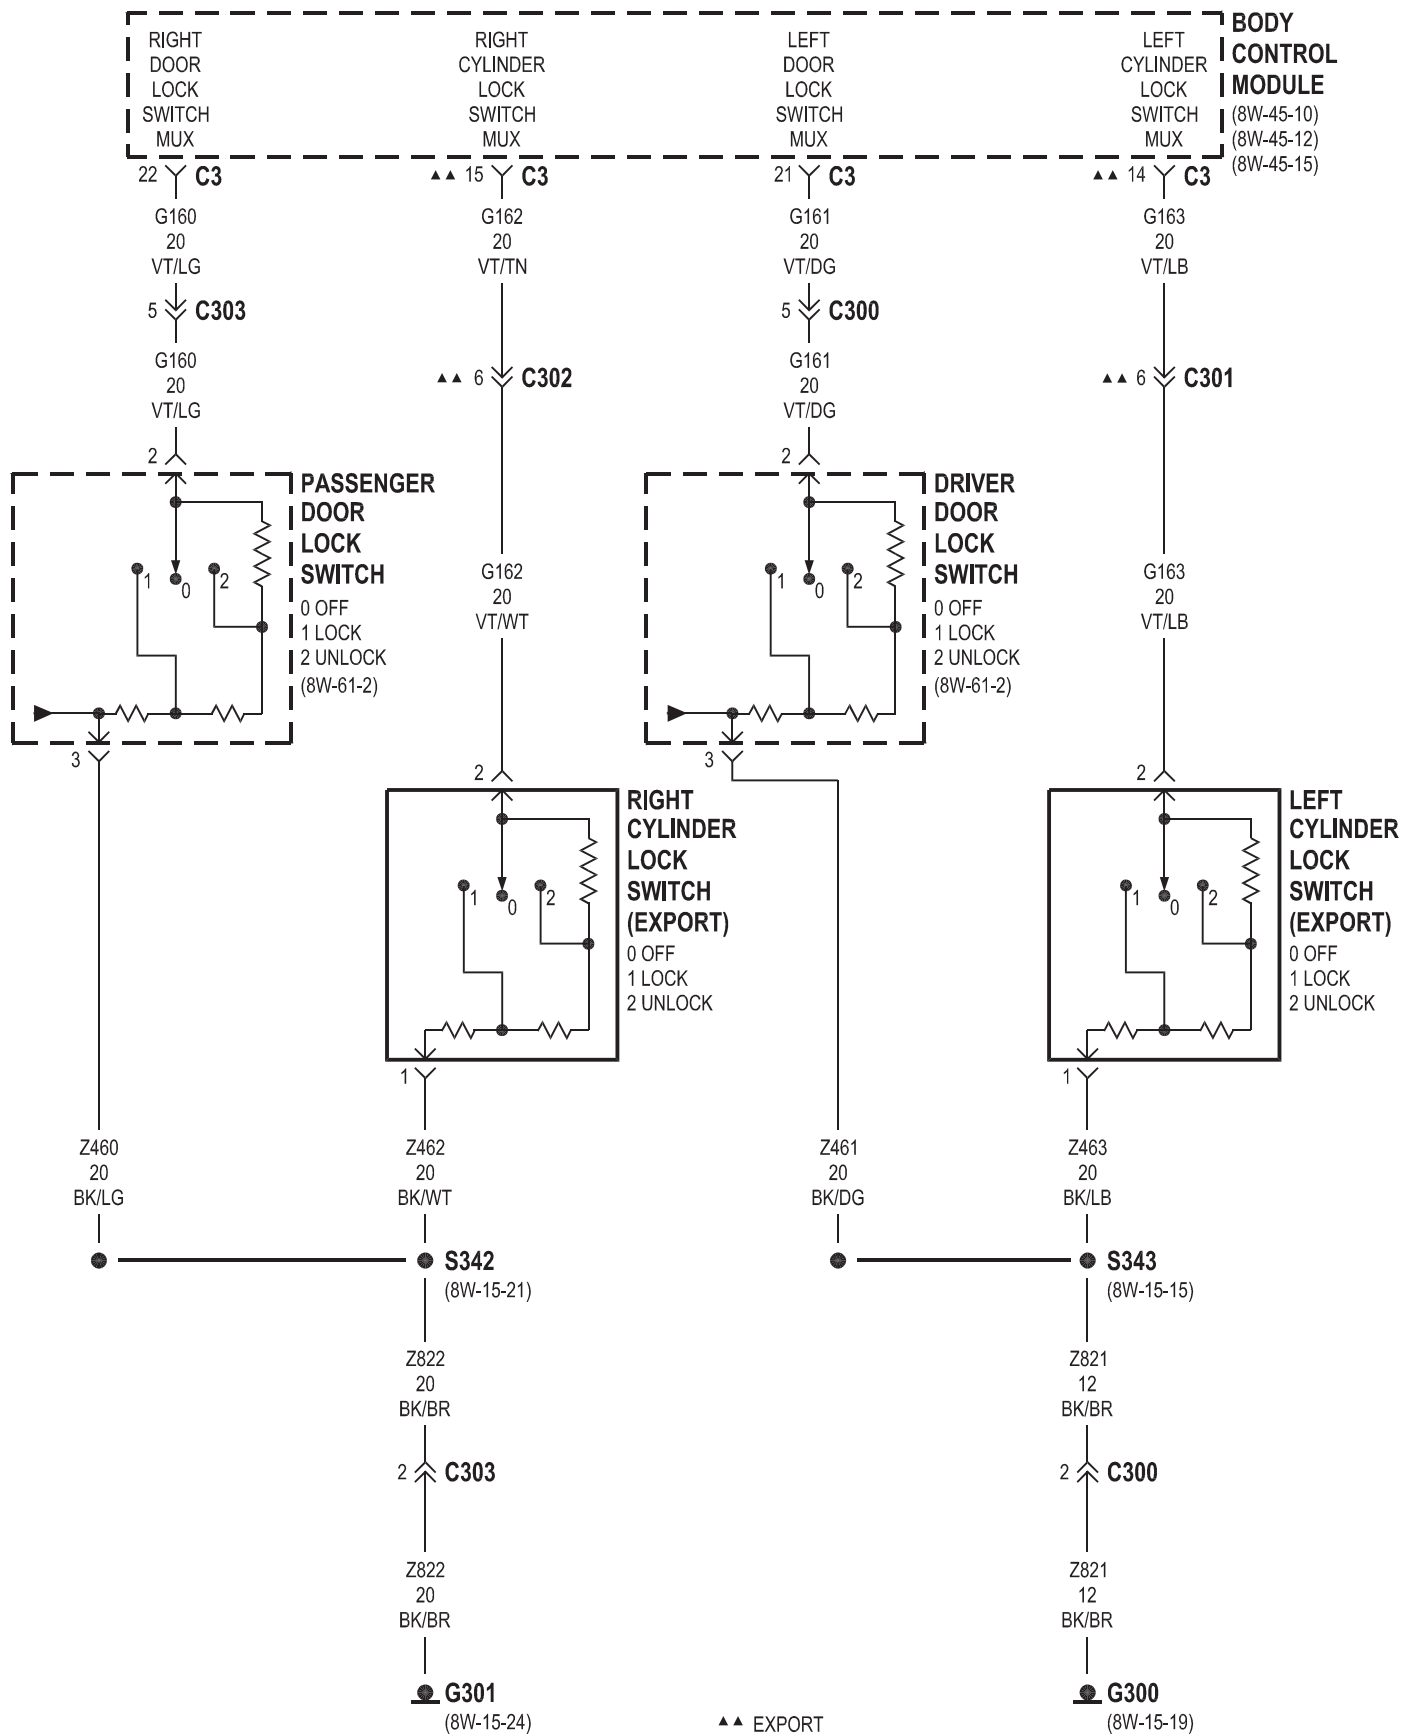 RIGHT
DOOR
LOCK
SWITCH
MUX
RIGHT
CYLINDER
LOCK
SWITCH
MUX
LEFT
DOOR
LOCK
SWITCH
MUX
LEFT
CYLINDER
LOCK
SWITCH
MUX
BODY
CONTROL
MODULE
(8W-45-10)
(8W-45-12)
(8W-45-15)
22 C3
▲▲ 15 C3
21 C3
▲▲ 14 C3
G160
20
VT/LG
G162
20
VT/TN
G161
20
VT/DG
G163
20
VT/LB
5 C303
5 C300
G160
20
VT/LG
▲▲ 6 C302
G161
20
VT/DG
▲▲ 6 C301
2
2
PASSENGER
DOOR
LOCK
SWITCH
0 OFF
1 LOCK
2 UNLOCK
(8W-61-2)
1
0
2
G162
20
VT/WT
DRIVER
DOOR
LOCK
SWITCH
0 OFF
1 LOCK
2 UNLOCK
(8W-61-2)
1
0
2
G163
20
VT/LB
3
3
2
2
RIGHT
CYLINDER
LOCK
SWITCH
(EXPORT)
0 OFF
1 LOCK
2 UNLOCK
1
0
2
LEFT
CYLINDER
LOCK
SWITCH
(EXPORT)
0 OFF
1 LOCK
2 UNLOCK
1
0
2
1
1
Z460
20
BK/LG
Z462
20
BK/WT
Z461
20
BK/DG
Z463
20
BK/LB
S342
(8W-15-21)
S343
(8W-15-15)
Z822
20
BK/BR
Z821
12
BK/BR
2 C303
2 C300
Z822
20
BK/BR
Z821
12
BK/BR
G301
(8W-15-24)
G300
(8W-15-19)
▲▲ EXPORT